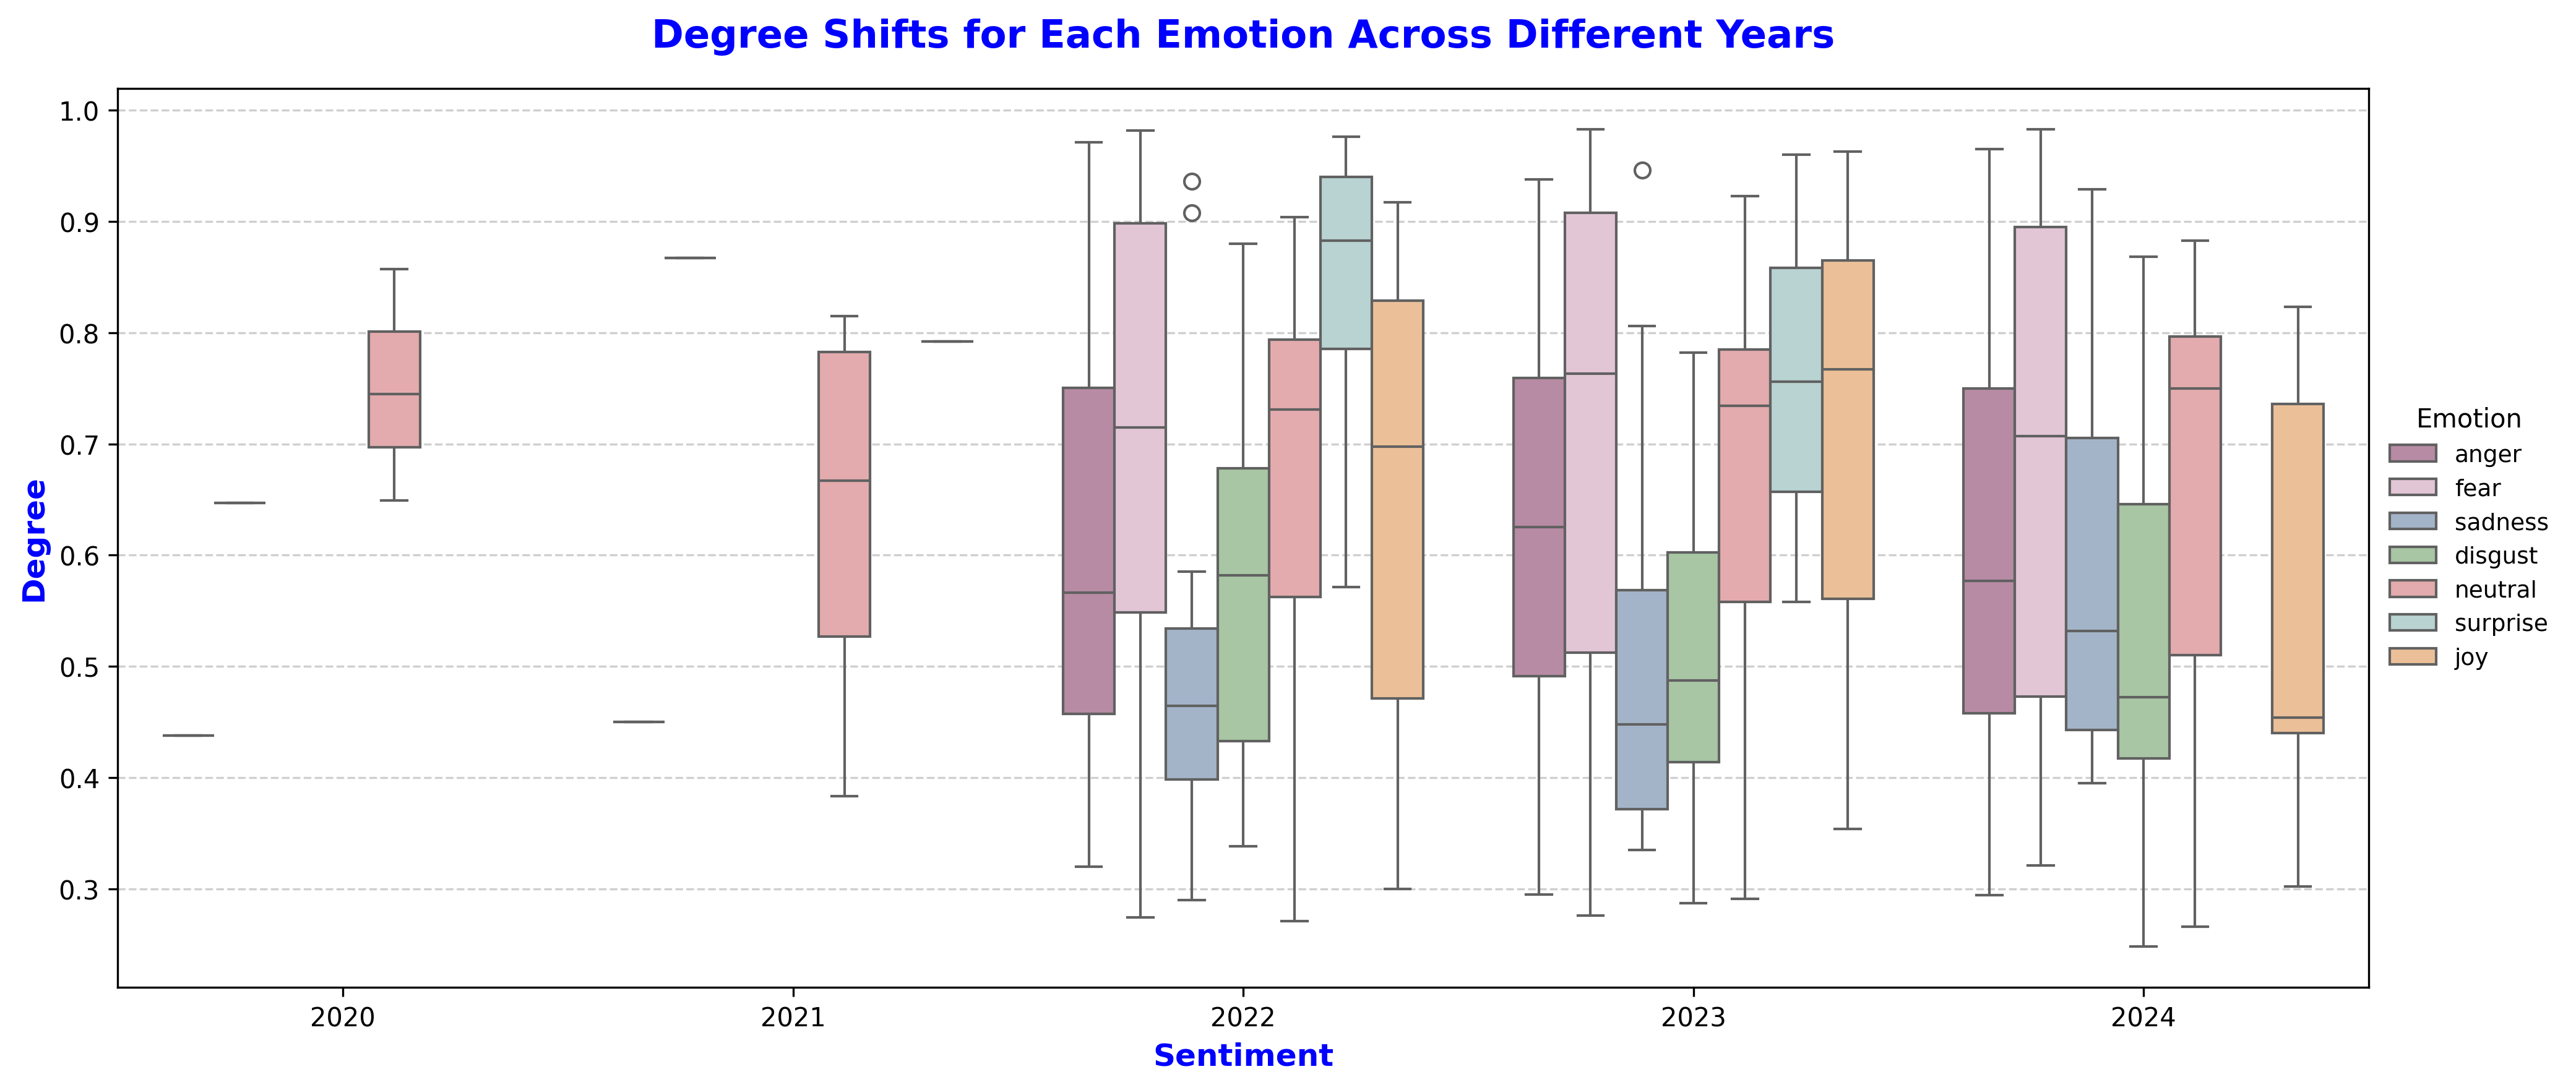 Degree Shifts for Each Emotion Across Different Years
1.0
0.9
0.8
0.7
0.6
0.5
0.4
0.3
Degree
2020 2021 2022 2023 2024
Sentiment
Emotion
anger
fear
sadness
disgust
neutral
surprise
joy